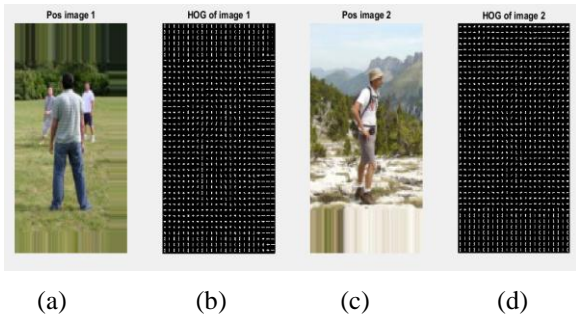 Pos image 1
HOG of image 1
Pos image 2
HOG of image 2
(a)
(b)
(c)
(d)